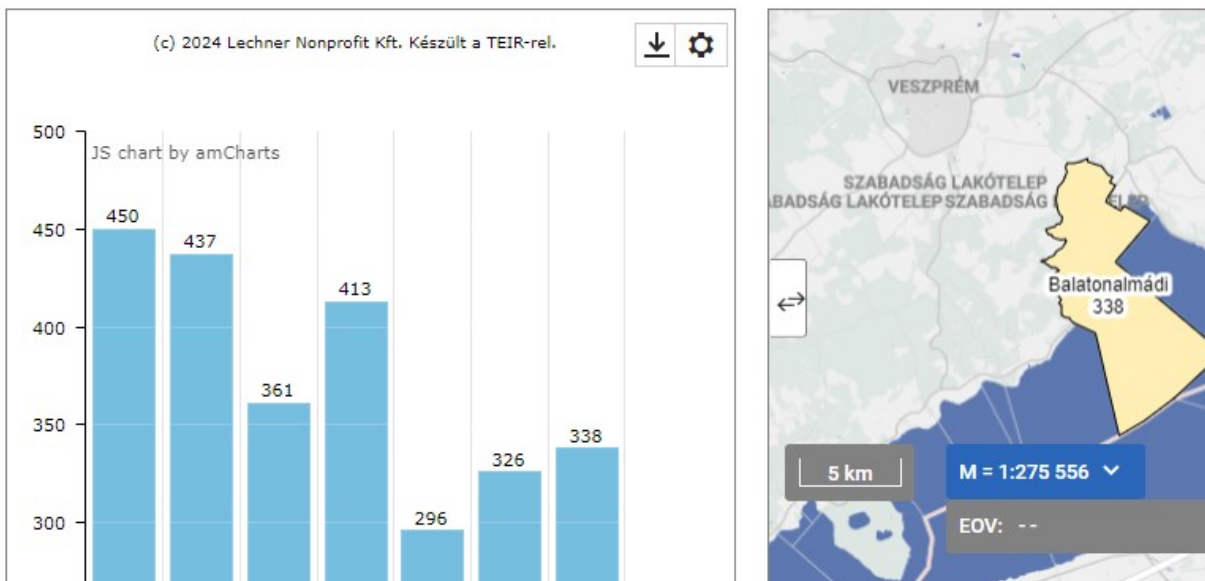 (c) 2024 Lechner Nonprofit Kft. Készült a TEIR-rel.
500
JS chart by amCharts
450
450
437
413
400
361
350
338
326
300
296
VESZPRÉM
SZABADSÁG LAKÓTELEP
BADSÁG LAKÓTELEP SZABADSÁG
ELEP
Balatonalmádi
338
5 km
M = 1:275 556
EOV: --